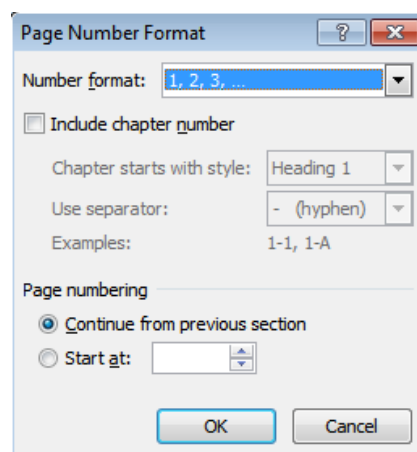 Page Number Format
Number format: 1, 2, 3, ...
Include chapter number
Chapter starts with style: Heading 1
Use separator: - (hyphen)
Examples: 1-1, 1-A
Page numbering
Continue from previous section
Start at:
OK Cancel